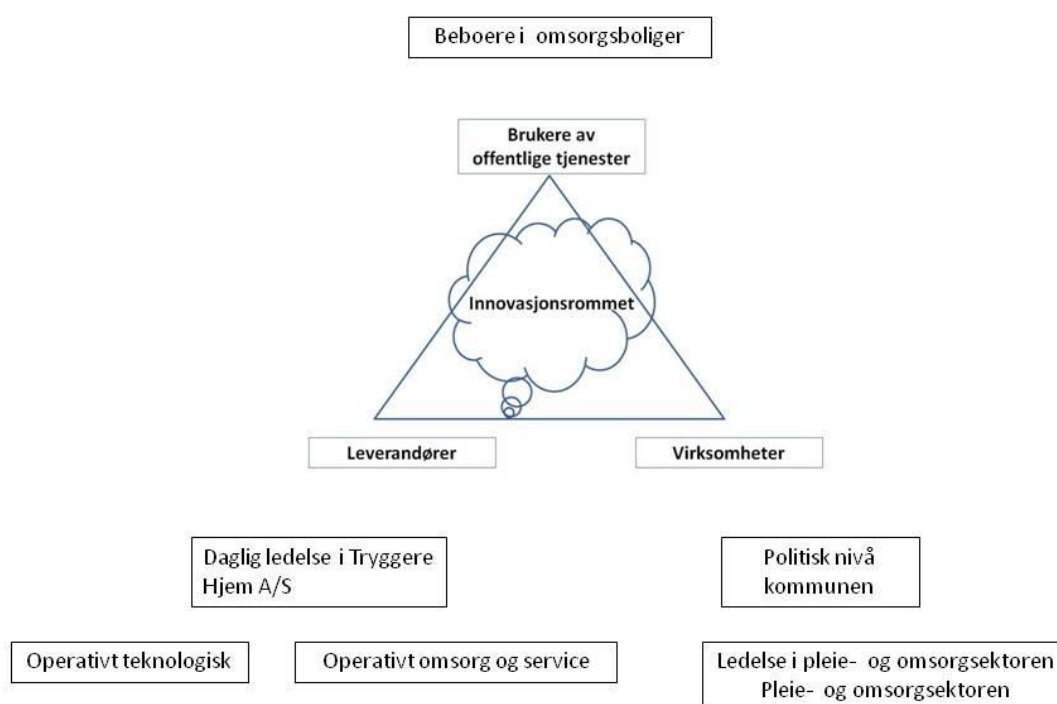 Beboere i omsorgsboliger
Brukere av
offentlige tjenester
Innovasjonsrommet
Leverandører
Virksomheter
Daglig ledelse i Tryggere
Hjem A/S
Politisk nivå
kommunen
Operativt teknologisk
Operativt omsorg og service
Ledelse i pleie- og omsorgsektoren
Pleie- og omsorgsektoren